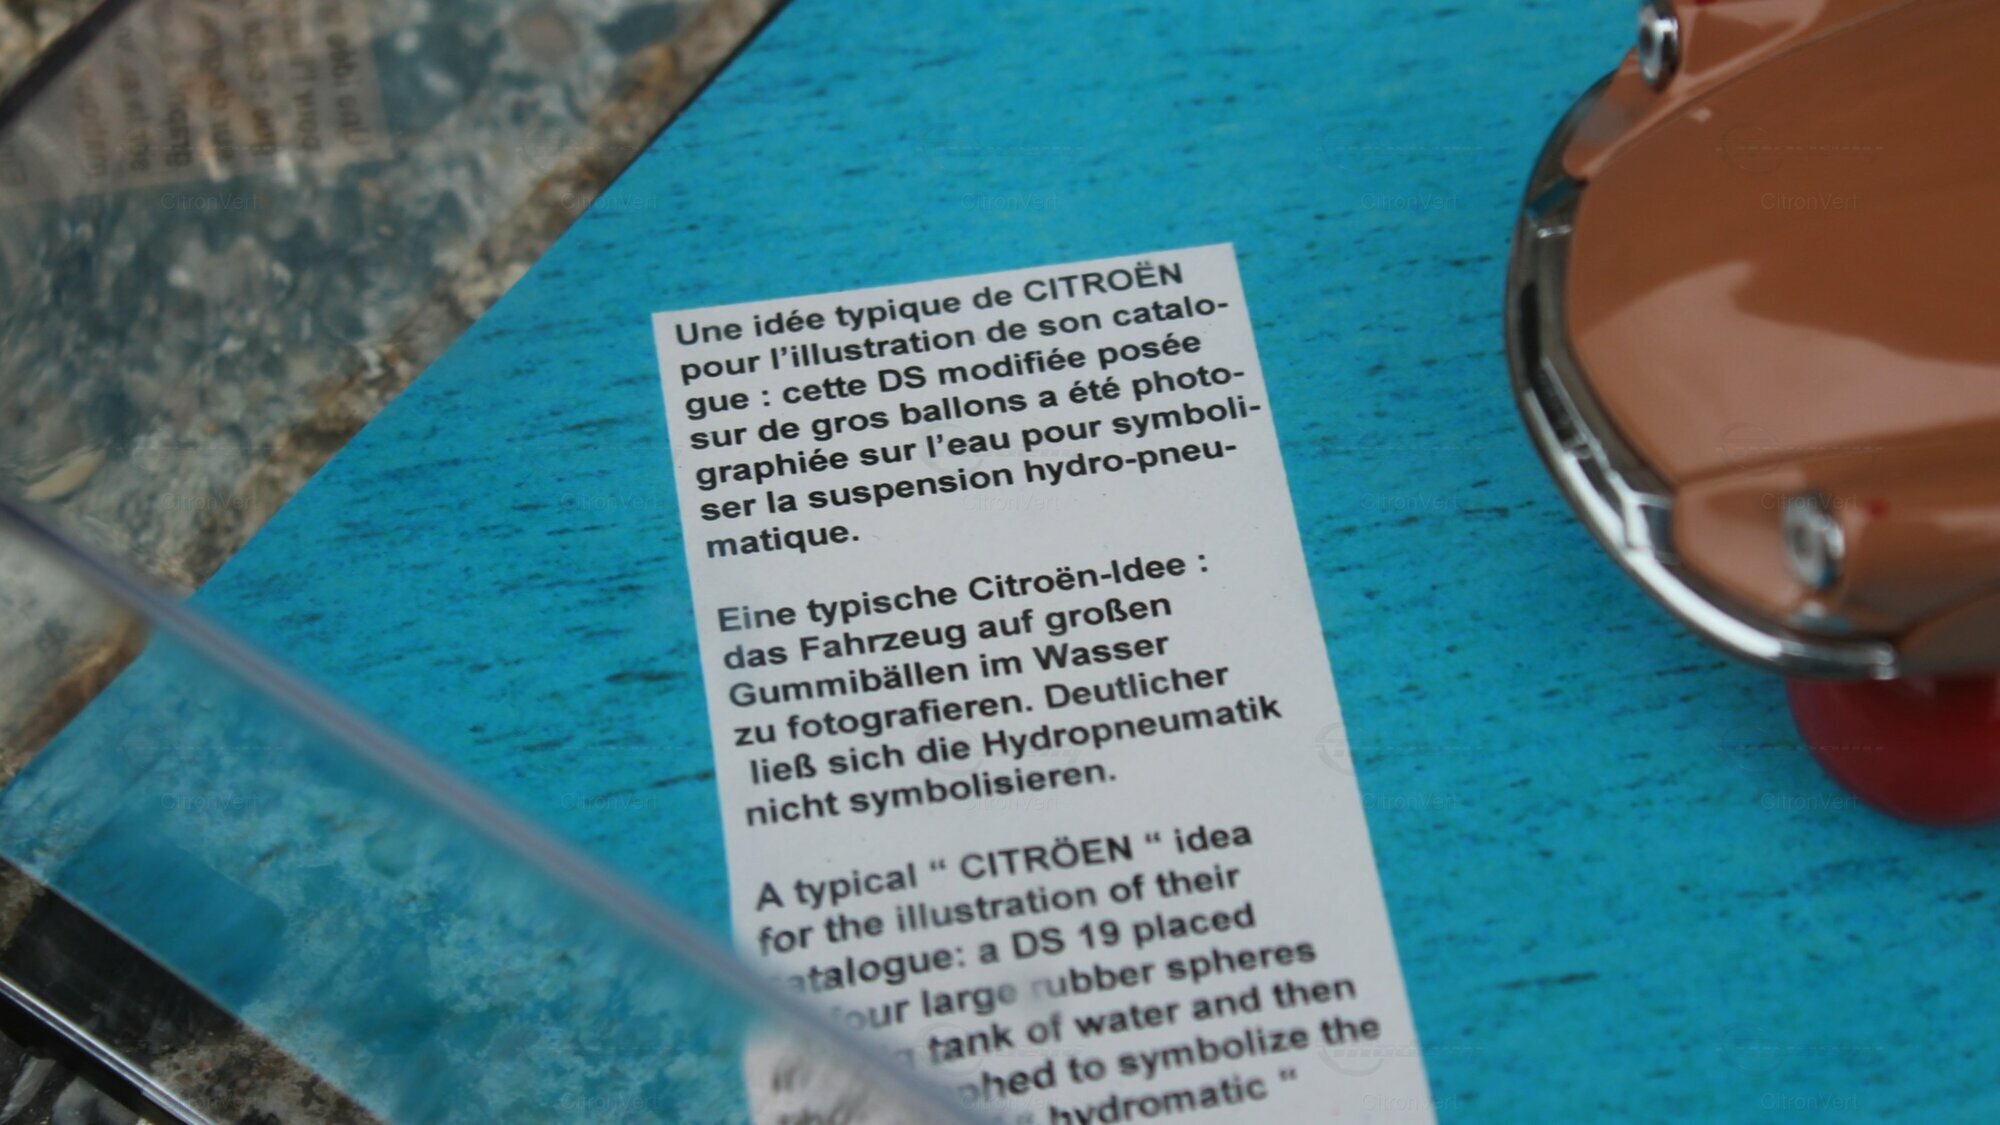 Une idée typique de CITROËN
pour l'illustration de son catalo-
gue : cette DS modifiée posée
sur de gros ballons a été photo-
graphiée sur l'eau pour symboli-
ser la suspension hydro-pneu-
matique.
Eine typische Citroën-Idee :
das Fahrzeug auf großen
Gummibällen im Wasser
zu fotografieren. Deutlicher
ließ sich die Hydropneumatik
nicht symbolisieren.
A typical “ CITRÖEN “ idea
for the illustration of their
catalogue: a DS 19 placed
four large rubber spheres
tank of water and then
to symbolize the
hydromatic “
CitronVert